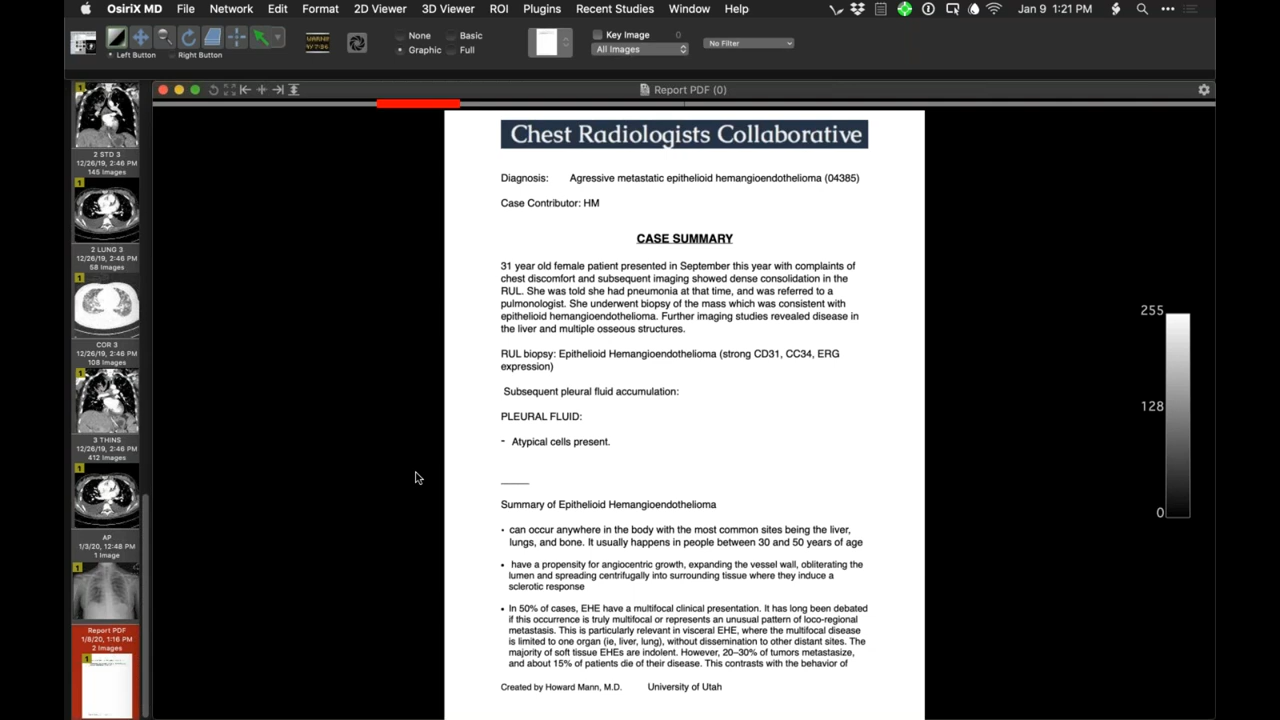 OsiriX MD File Network Edit Format 2D Viewer 3D Viewer ROI Plugins Recent Studies Window Help Jan 9 1:21 PM
Left Button Right Button
None Basic
Graphic Full
Key Image 0
All Images
No Filter
Report PDF (0)
1
2 STD 3
12/26/19, 2:46 PM
145 Images
1
2 LUNG 3
12/26/19, 2:46 PM
58 Images
1
COR 3
12/26/19, 2:46 PM
108 Images
1
3 THINS
12/26/19, 2:46 PM
412 Images
1
AP
1/3/20, 12:48 PM
1 Image
1
Report PDF
1/8/20, 1:16 PM
2 Images
1
Chest Radiologists Collaborative
Diagnosis: Agressive metastatic epithelioid hemangioendothelioma (04385)
Case Contributor: HM
CASE SUMMARY
31 year old female patient presented in September this year with complaints of
chest discomfort and subsequent imaging showed dense consolidation in the
RUL. She was told she had pneumonia at that time, and was referred to a
pulmonologist. She underwent biopsy of the mass which was consistent with
epithelioid hemangioendothelioma. Further imaging studies revealed disease in
the liver and multiple osseous structures.
RUL biopsy: Epithelioid Hemangioendothelioma (strong CD31, CC34, ERG
expression)
Subsequent pleural fluid accumulation:
PLEURAL FLUID:
- Atypical cells present.
Summary of Epithelioid Hemangioendothelioma
• can occur anywhere in the body with the most common sites being the liver,
lungs, and bone. It usually happens in people between 30 and 50 years of age
• have a propensity for angiocentric growth, expanding the vessel wall, obliterating the
lumen and spreading centrifugally into surrounding tissue where they induce a
sclerotic response
• In 50% of cases, EHE have a multifocal clinical presentation. It has long been debated
if this occurrence is truly multifocal or represents an unusual pattern of loco-regional
metastasis. This is particularly relevant in visceral EHE, where the multifocal disease
is limited to one organ (ie, liver, lung), without dissemination to other distant sites. The
majority of soft tissue EHEs are indolent. However, 20–30% of tumors metastasize,
and about 15% of patients die of their disease. This contrasts with the behavior of
Created by Howard Mann, M.D. University of Utah
255
128
0